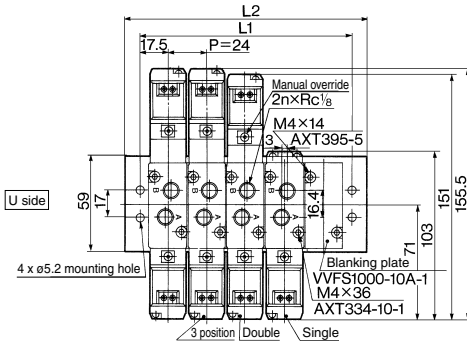 L2
L1
17.5
P=24
Manual override
2n×Rc1/8
M4×14
3
AXT395-5
B
B
B
B
U side
59
17
A
A
A
A
16.4
71
103
151
155.5
4 x ø5.2 mounting hole
Blanking plate
VVFS1000-10A-1
M4×36
AXT334-10-1
3 position
Double
Single